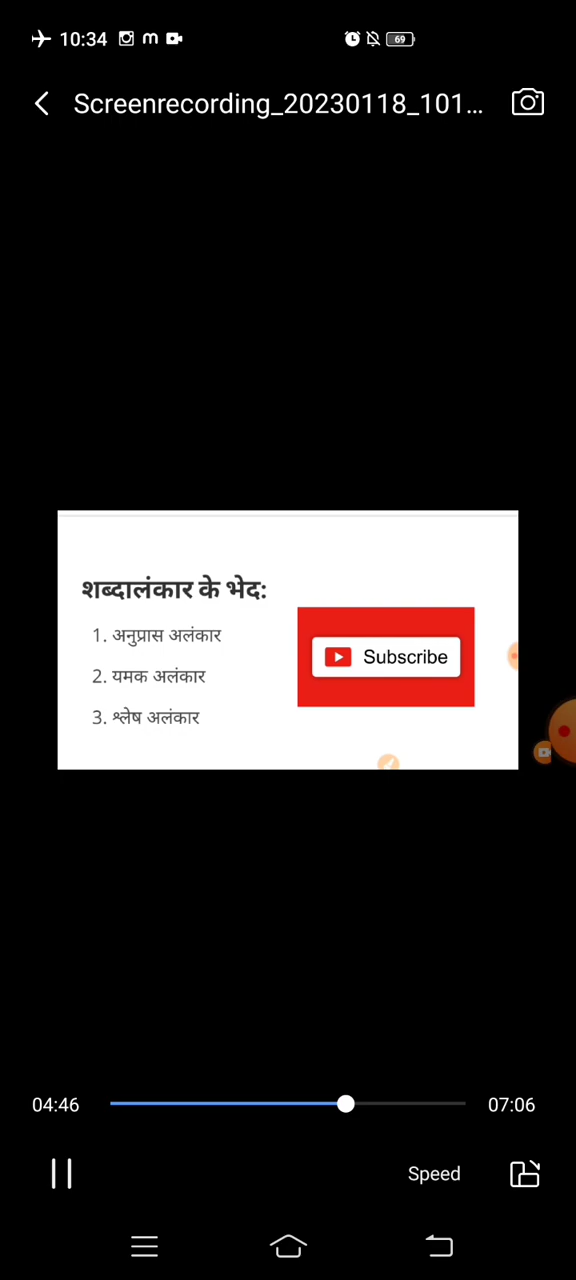 10:34
m
69
Screenrecording_20230118_101...
शब्दालंकार के भेद:
1. अनुप्रास अलंकार
2. यमक अलंकार
3. श्लेष अलंकार
Subscribe
04:46
07:06
Speed